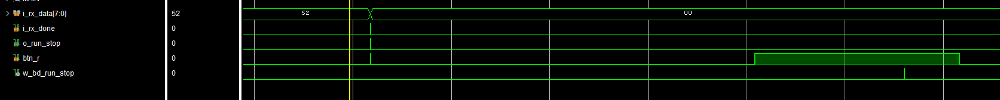 i_rx_data[7:0] 52 52 00
i_rx_done 0
o_run_stop 0
btn_r 0
w_bd_run_stop 0